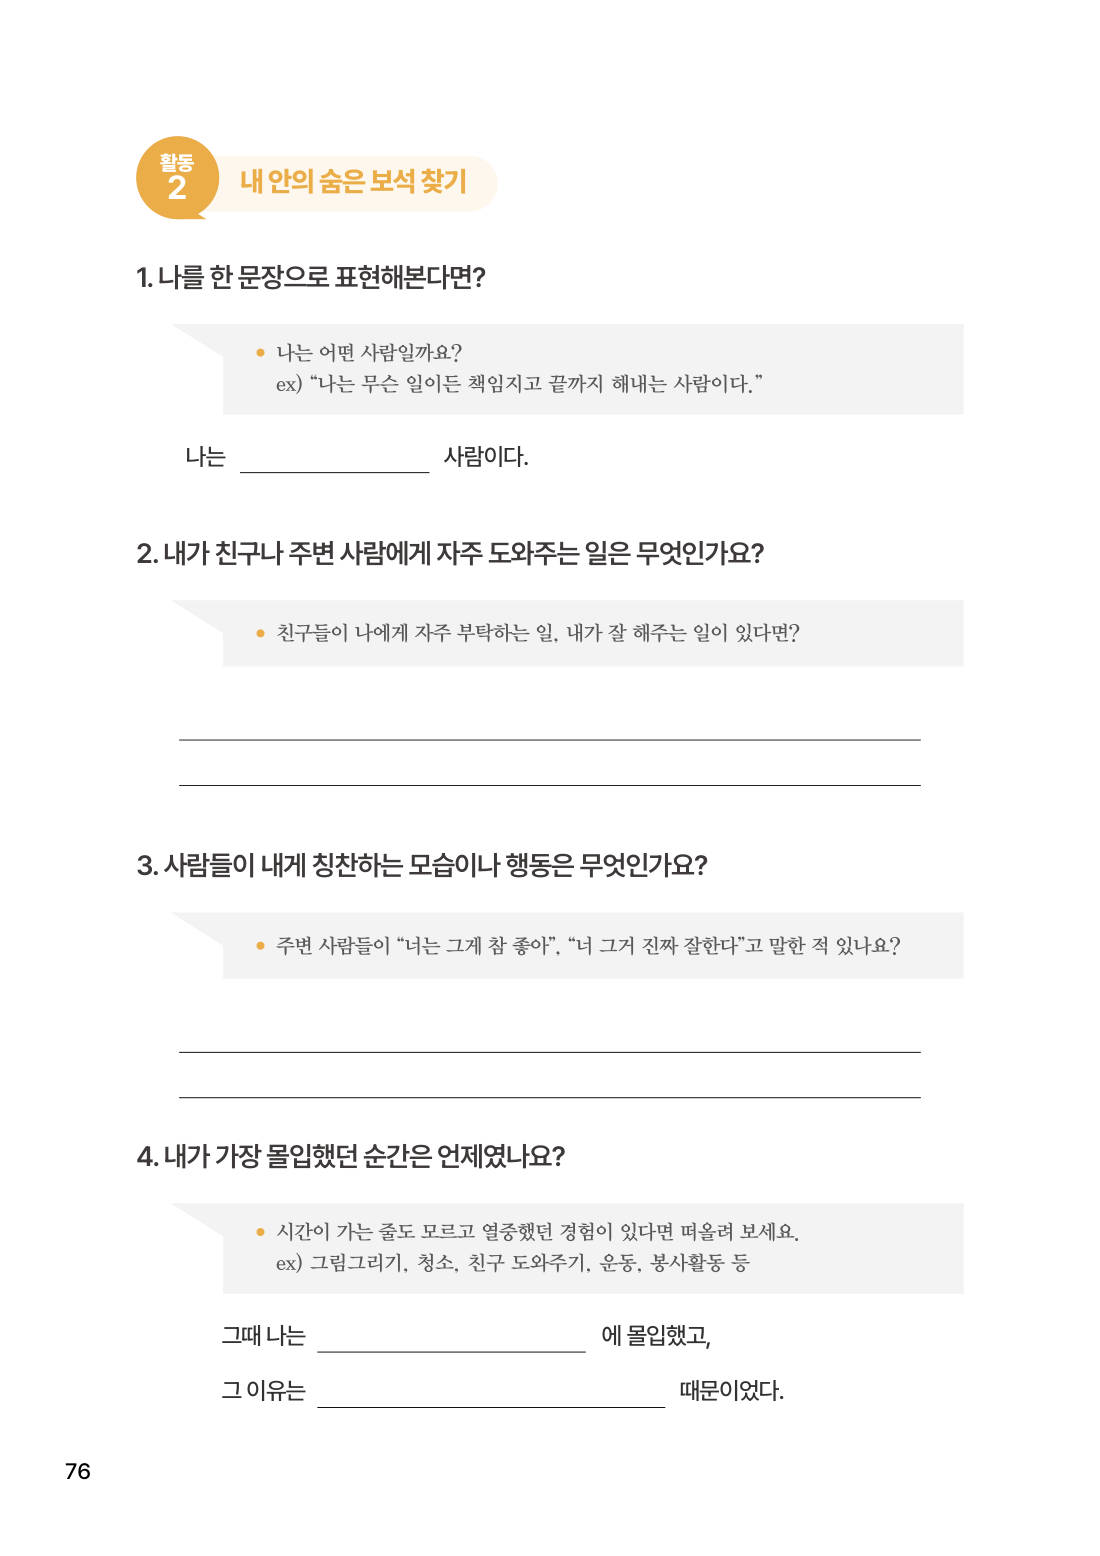 활동
2
내 안의 숨은 보석 찾기
1. 나를 한 문장으로 표현해본다면?
• 나는 어떤 사람일까요?
ex) “나는 무슨 일이든 책임지고 끝까지 해내는 사람이다.”
나는 ____________ 사람이다.
2. 내가 친구나 주변 사람에게 자주 도와주는 일은 무엇인가요?
• 친구들이 나에게 자주 부탁하는 일, 내가 잘 해주는 일이 있다면?
3. 사람들이 내게 칭찬하는 모습이나 행동은 무엇인가요?
• 주변 사람들이 “너는 그게 참 좋아”, “너 그거 진짜 잘한다”고 말한 적 있나요?
4. 내가 가장 몰입했던 순간은 언제였나요?
• 시간이 가는 줄도 모르고 열중했던 경험이 있다면 떠올려 보세요.
ex) 그림그리기, 청소, 친구 도와주기, 운동, 봉사활동 등
그때 나는 ____________ 에 몰입했고,
그 이유는 ____________ 때문이었다.
76